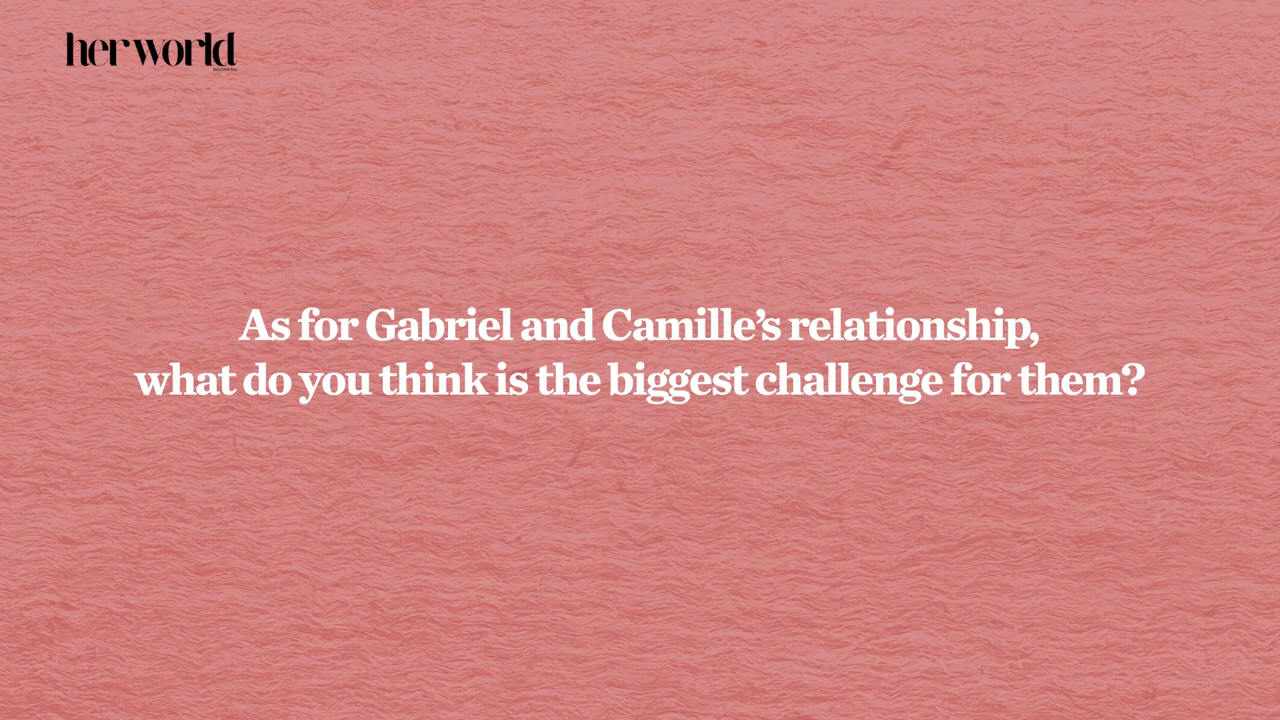 her world
INDONESIA
As for Gabriel and Camille’s relationship,
what do you think is the biggest challenge for them?